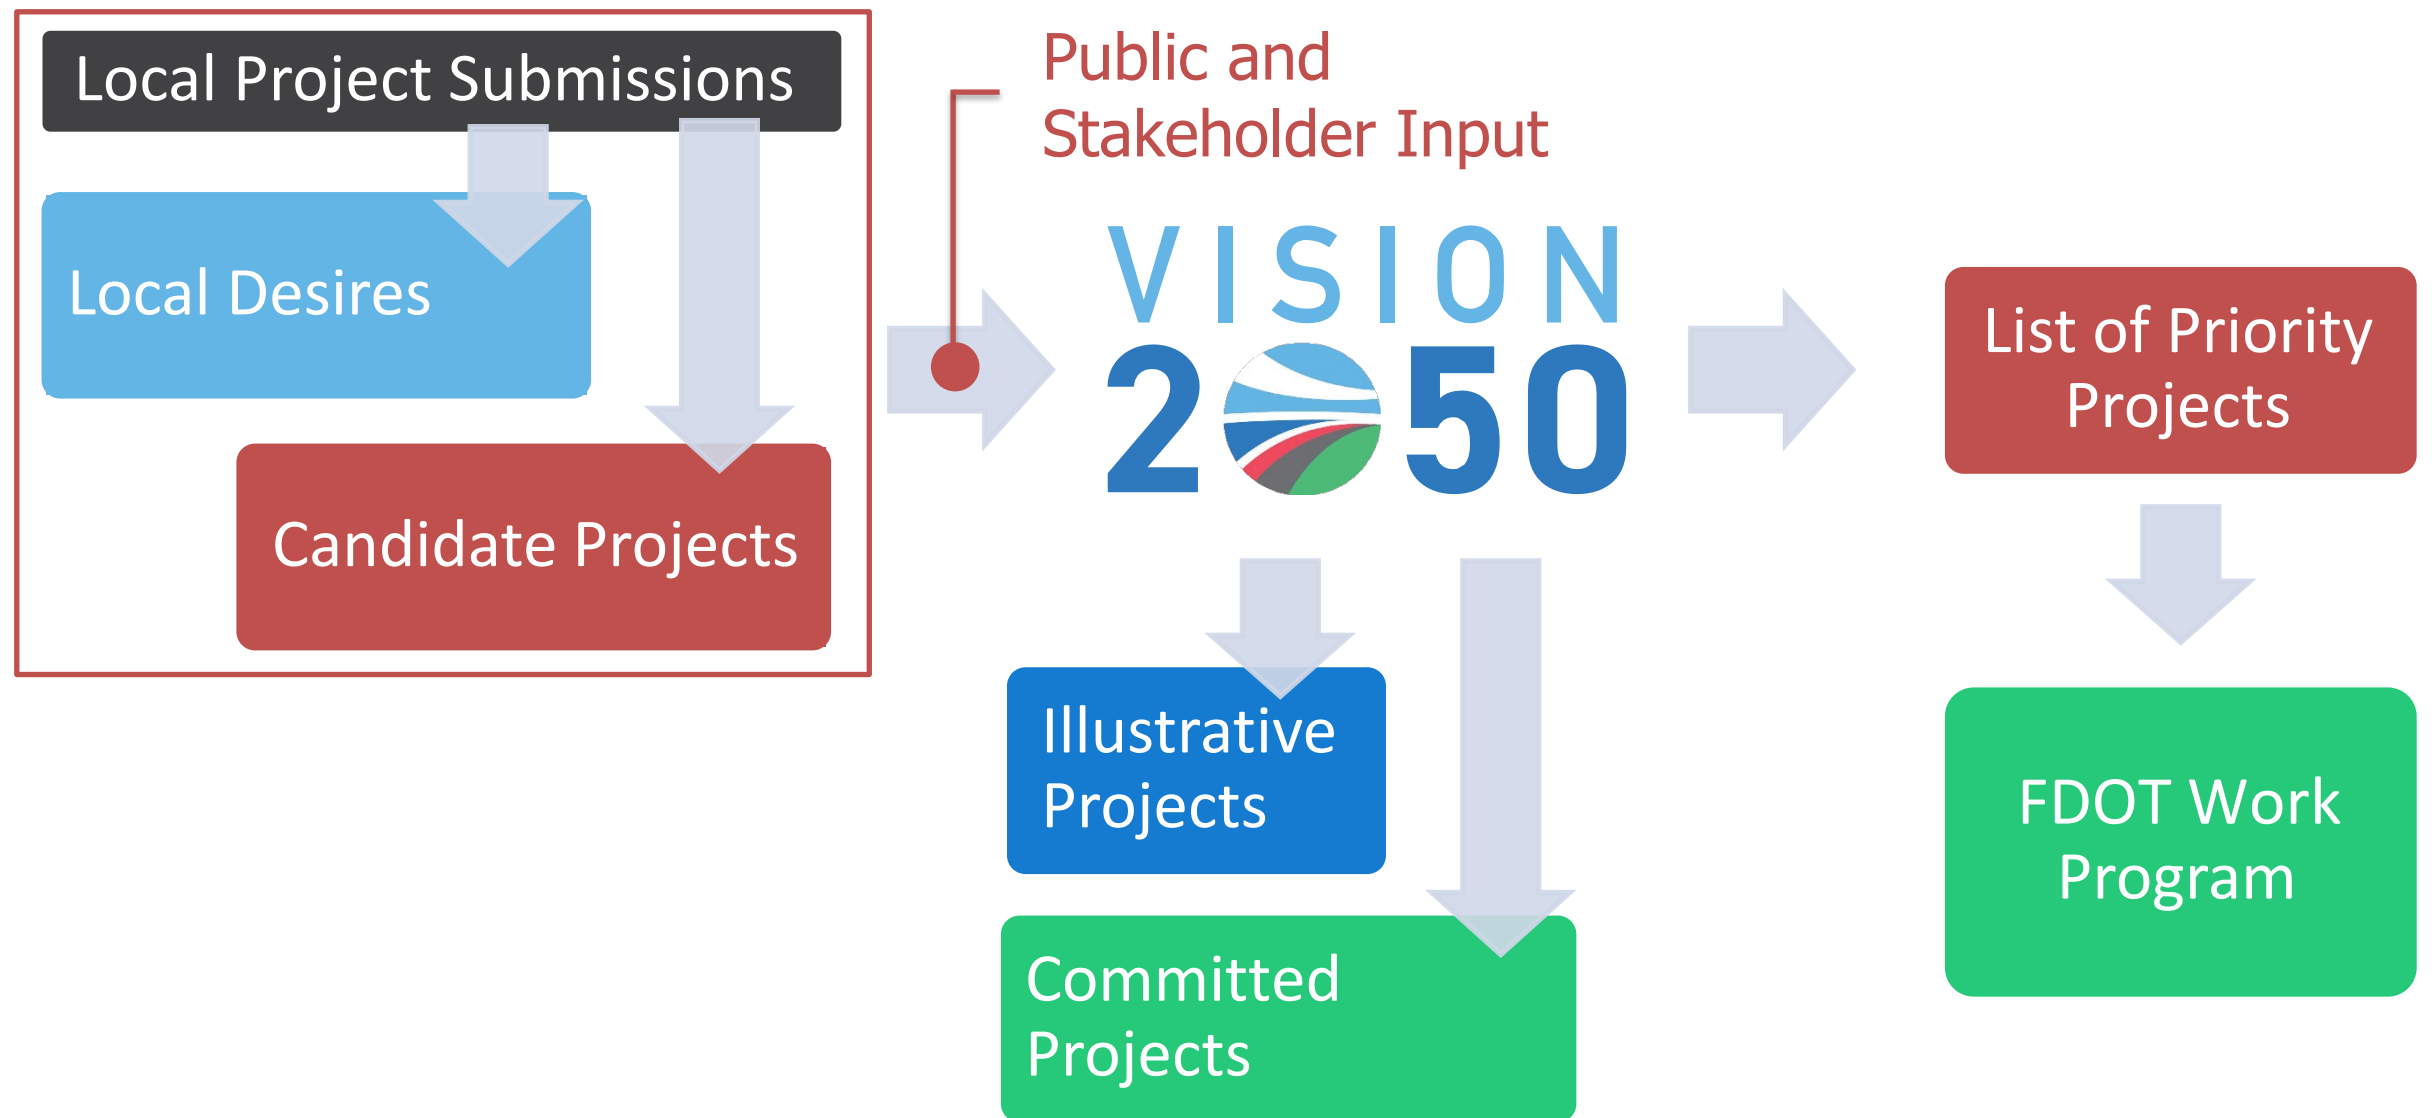 Local Project Submissions
Local Desires
Candidate Projects
Public and
Stakeholder Input
VISION
2050
Illustrative
Projects
Committed
Projects
List of Priority
Projects
FDOT Work
Program